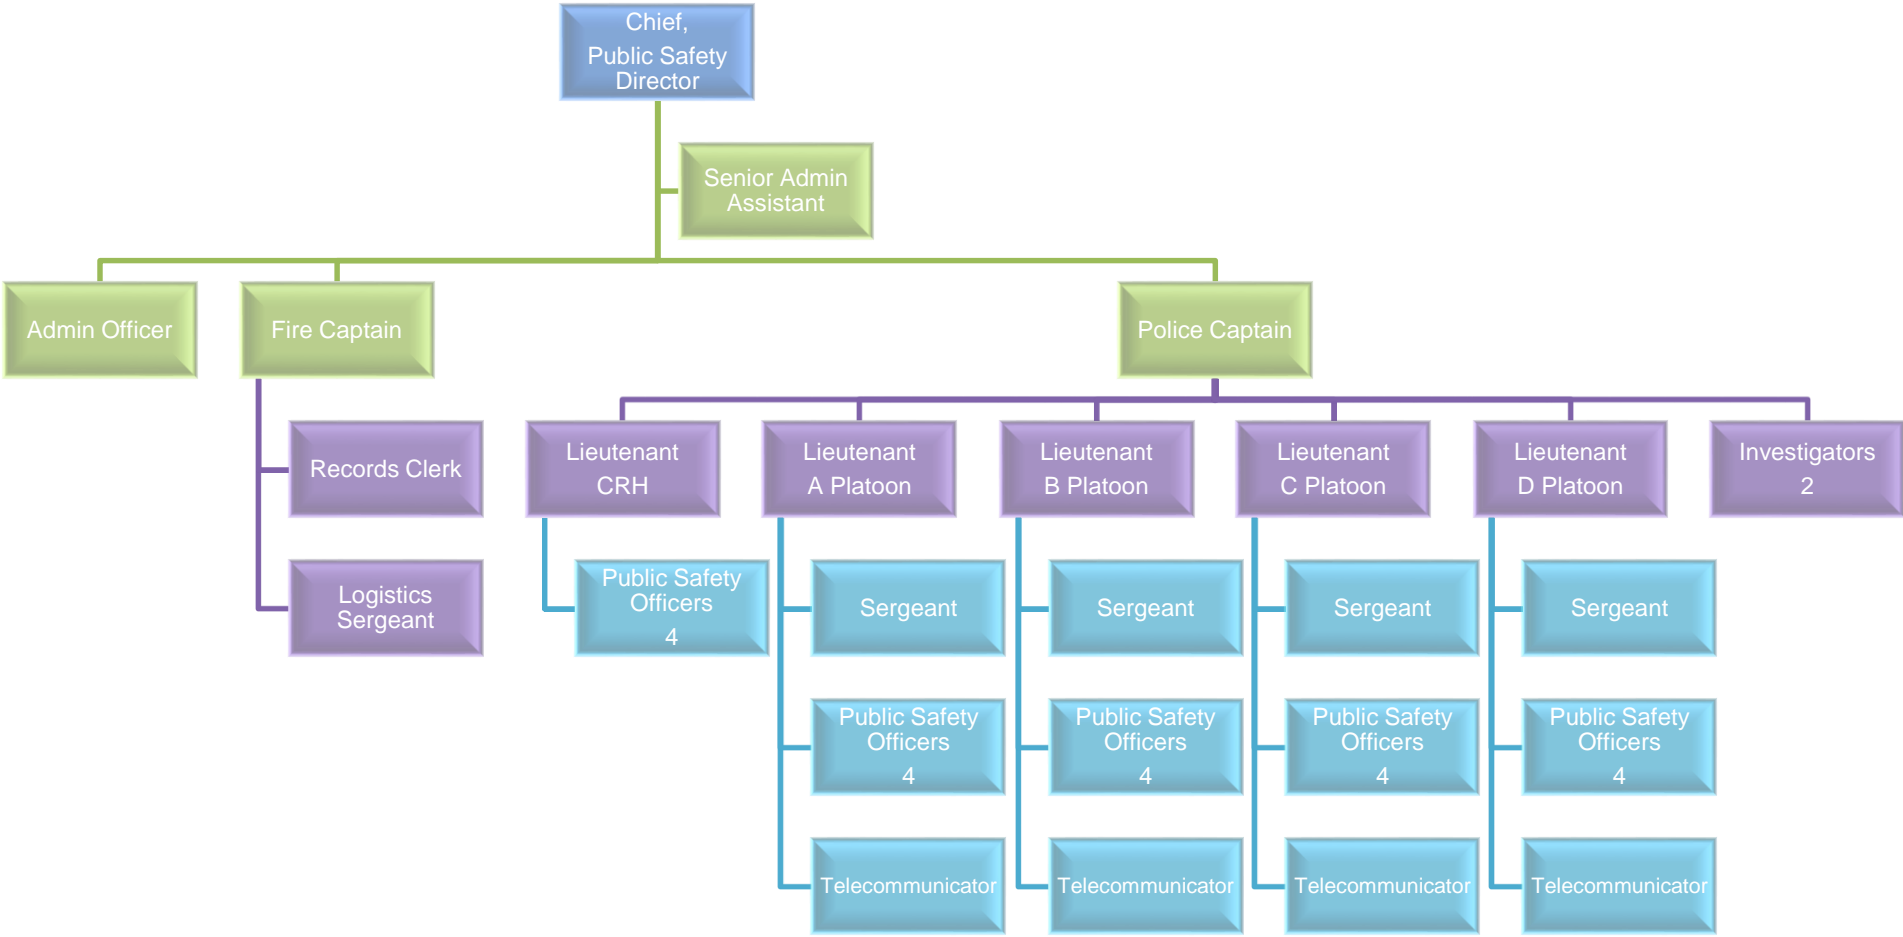 Chief,
Public Safety
Director
Senior Admin
Assistant
Admin Officer
Fire Captain
Police Captain
Records Clerk
Logistics
Sergeant
Lieutenant
CRH
Public Safety
Officers
4
Lieutenant
A Platoon
Sergeant
Public Safety
Officers
4
Telecommunicator
Lieutenant
B Platoon
Sergeant
Public Safety
Officers
4
Telecommunicator
Lieutenant
C Platoon
Sergeant
Public Safety
Officers
4
Telecommunicator
Lieutenant
D Platoon
Sergeant
Public Safety
Officers
4
Telecommunicator
Investigators
2